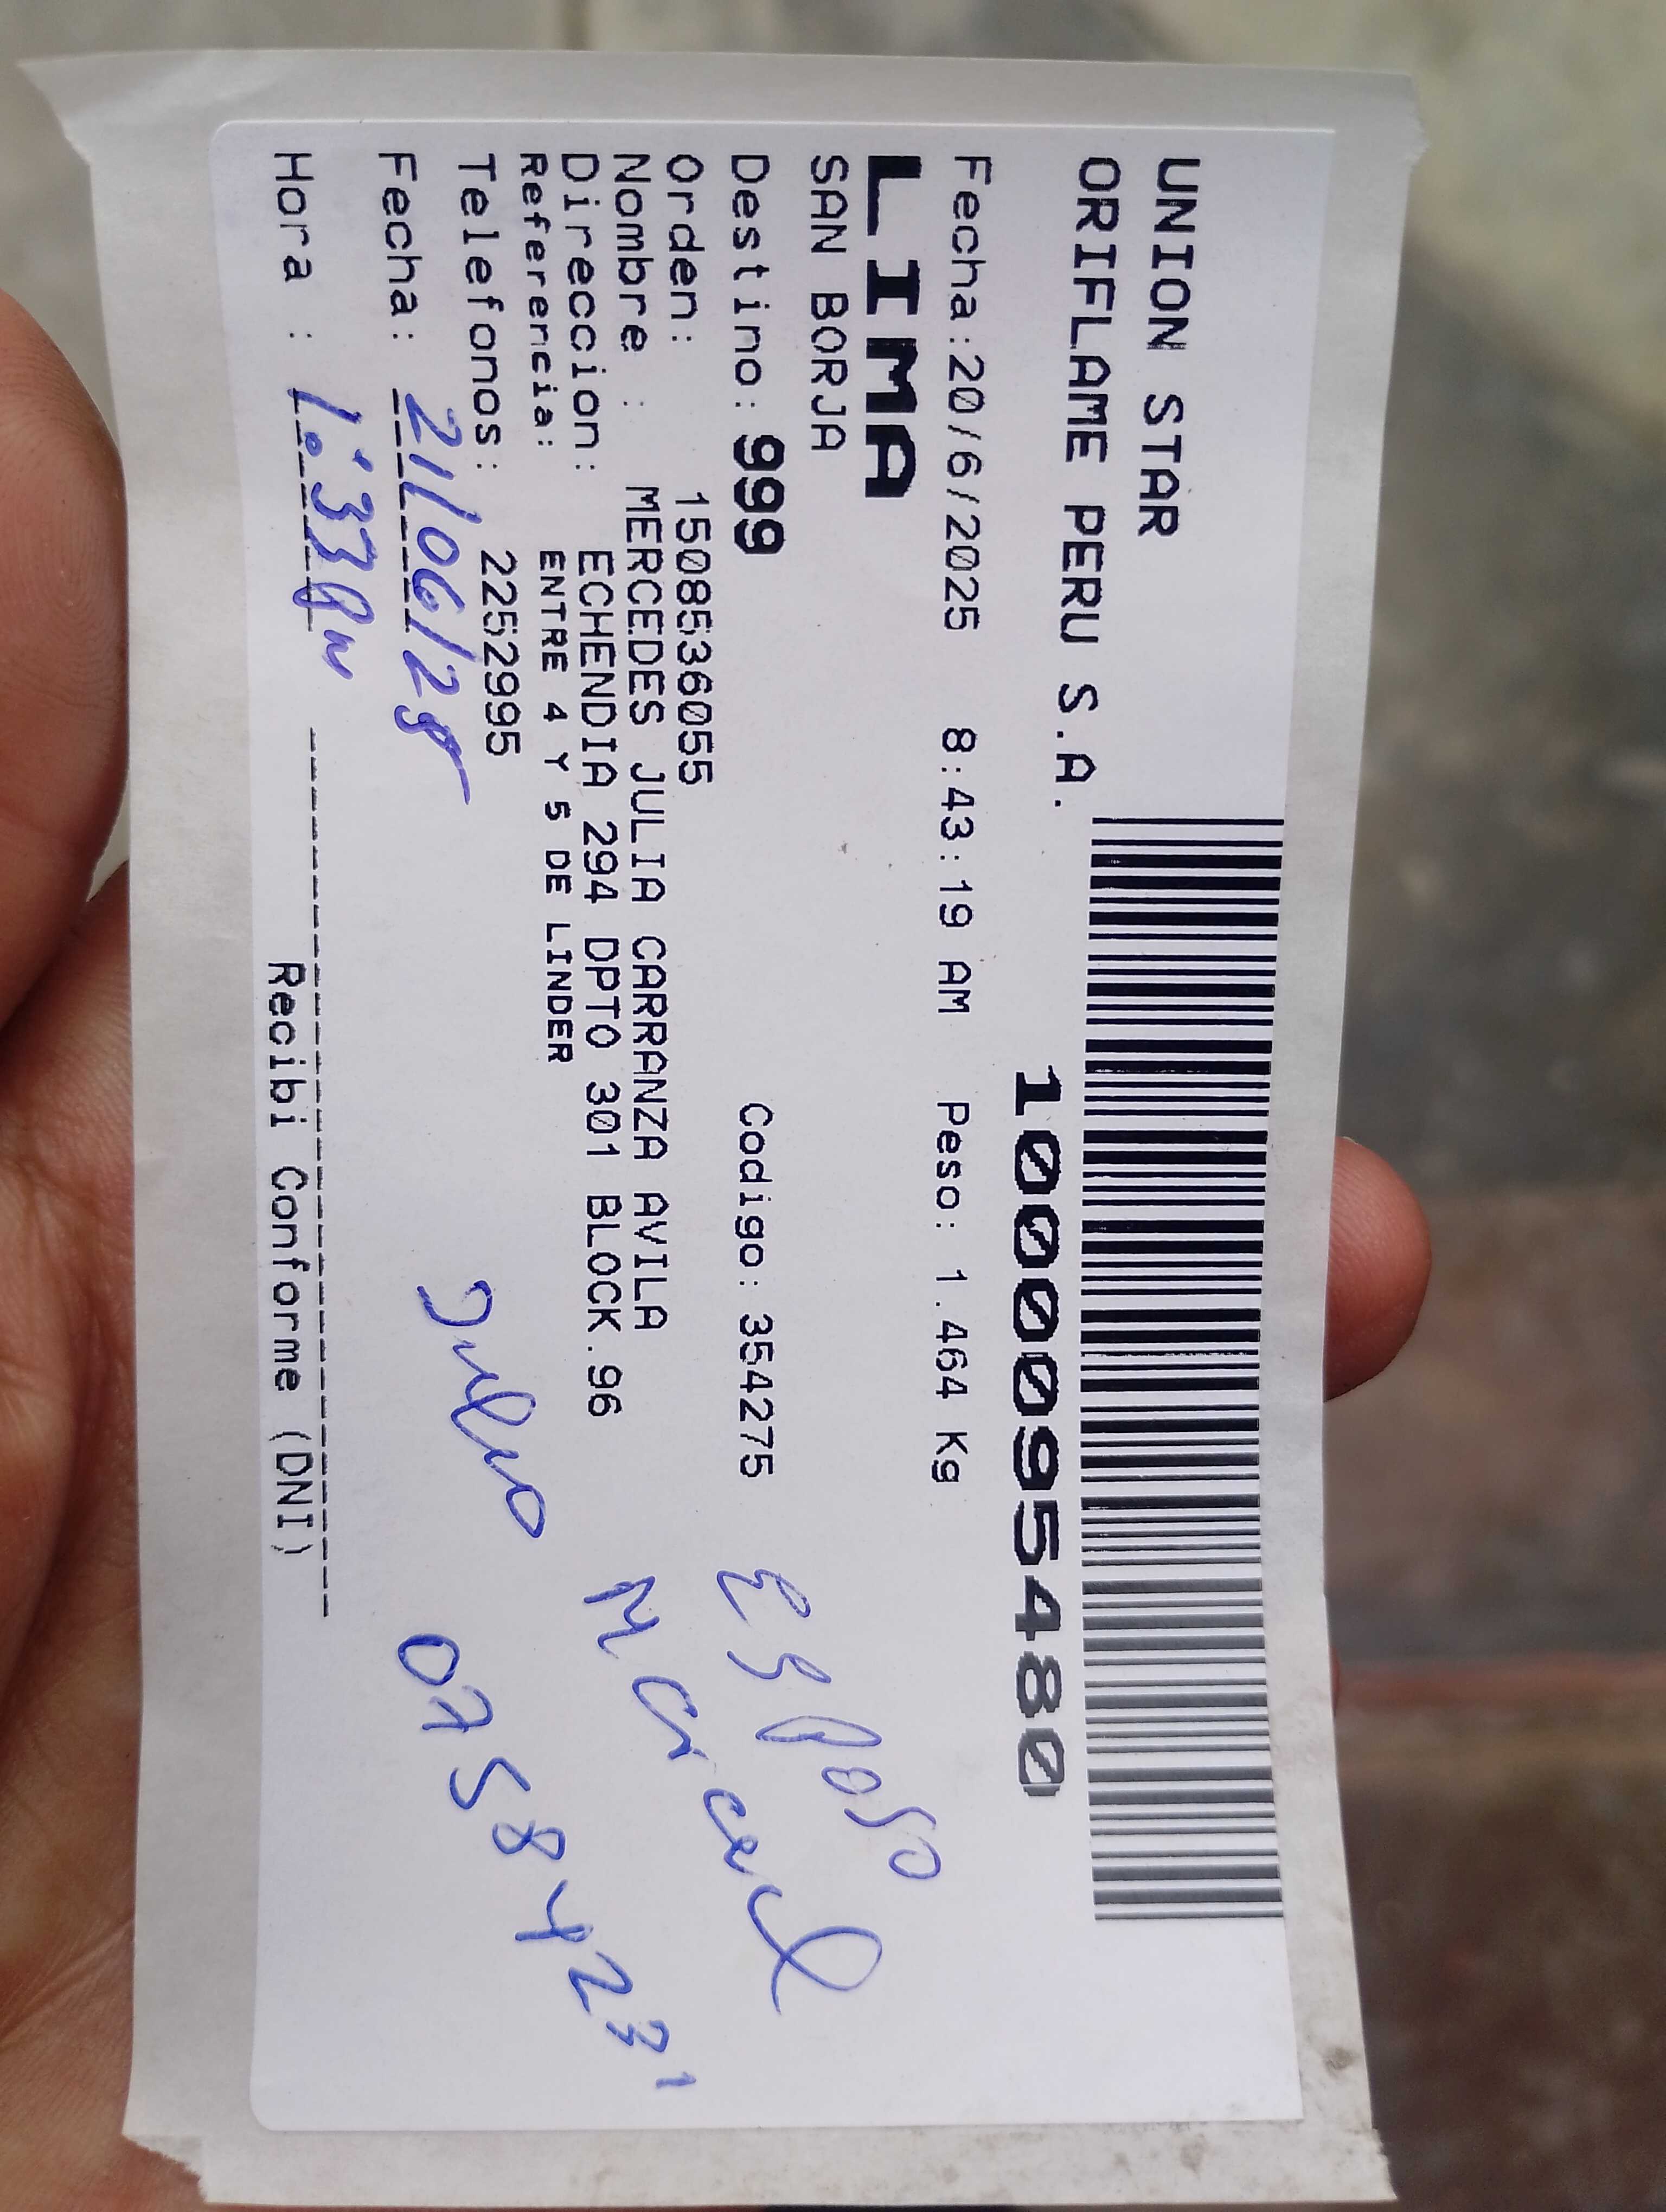 UNION STAR
ORIFLAME PERU S.A.
1000095480
Fecha:20/6/2025 8:43:19 AM Peso: 1.464 Kg
LIMA
SAN BORJA
Destino: 999 Codigo: 354275
Orden: 1508536055
Nombre : MERCEDES JULIA CARRANZA AVILA
Direccion: ECHENDIA 294 DPTO 301 BLOCK.96
Referencia: ENTRE 4 Y 5 DE LINDER
Telefonos: 2252995
Fecha: 21/06/25
Hora : 1:33pm
Esposo
Julio
Recibi Conforme (DNI)